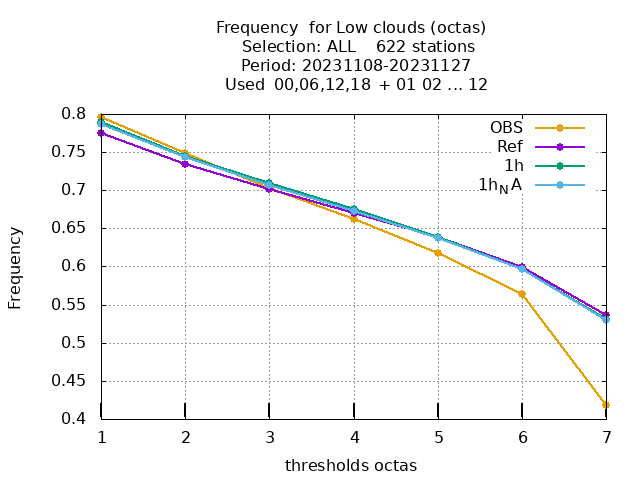 Frequency  for Low clouds (octas)
Selection: ALL    622 stations
Period: 20231108-20231127
Used  00,06,12,18  + 01 02 ... 12
OBS
Ref
1h
1h_NA
Frequency
0.8
0.75
0.7
0.65
0.6
0.55
0.5
0.45
0.4
1 2 3 4 5 6 7
thresholds octas